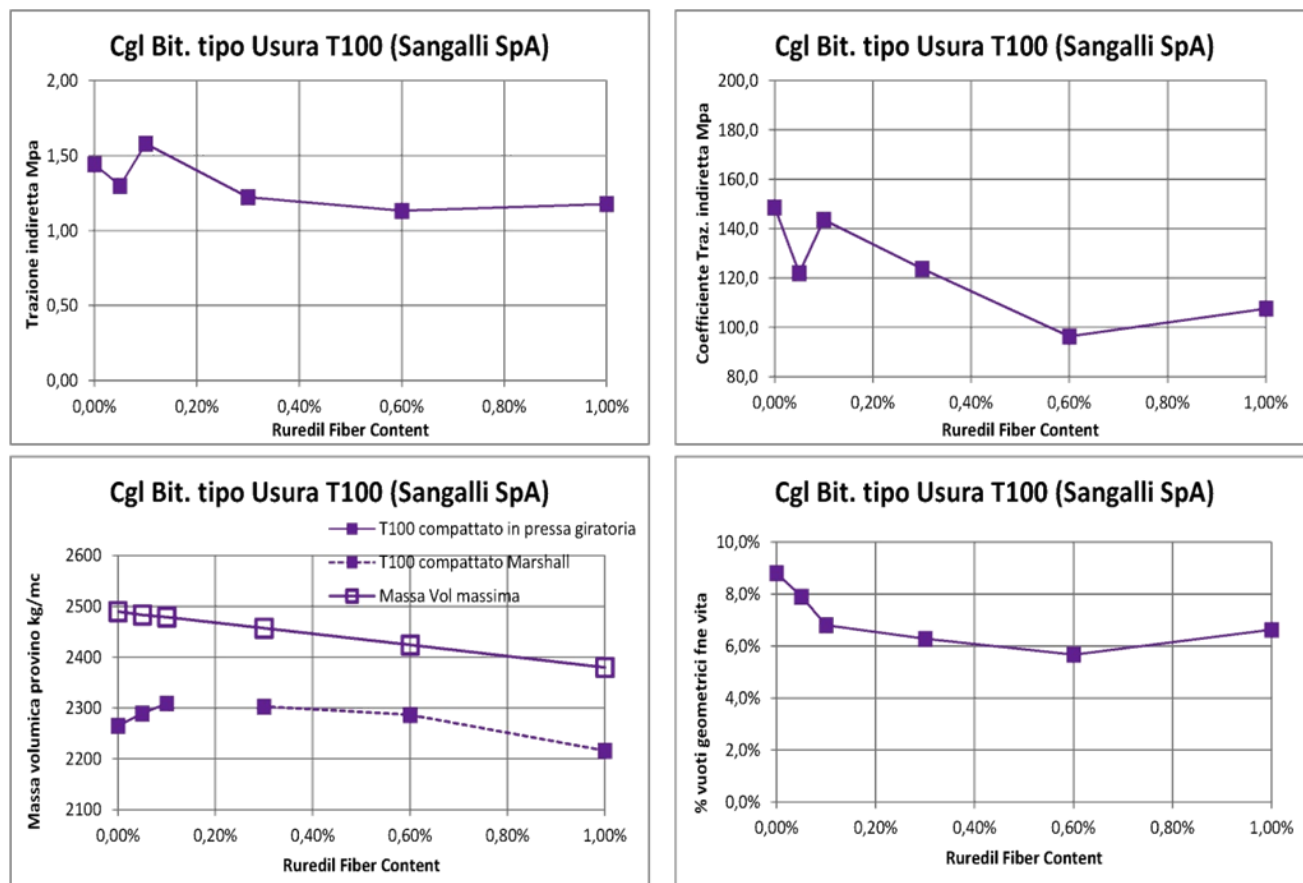 Cgl Bit. tipo Usura T100 (Sangalli SpA)
Trazione indiretta Mpa
2,00
1,50
1,00
0,50
0,00
0,00% 0,20% 0,40% 0,60% 0,80% 1,00%
Ruredil Fiber Content
Cgl Bit. tipo Usura T100 (Sangalli SpA)
Coefficiente Traz. indiretta Mpa
200,0
180,0
160,0
140,0
120,0
100,0
80,0
0,00% 0,20% 0,40% 0,60% 0,80% 1,00%
Ruredil Fiber Content
Cgl Bit. tipo Usura T100 (Sangalli SpA)
T100 compattato in pressa giratoria
T100 compattato Marshall
Massa Vol massima
Massa volumica provino kg/mc
2600
2500
2400
2300
2200
2100
0,00% 0,20% 0,40% 0,60% 0,80% 1,00%
Ruredil Fiber Content
Cgl Bit. tipo Usura T100 (Sangalli SpA)
% vuoti geometrici fne vita
10,0%
8,0%
6,0%
4,0%
2,0%
0,0%
0,00% 0,20% 0,40% 0,60% 0,80% 1,00%
Ruredil Fiber Content